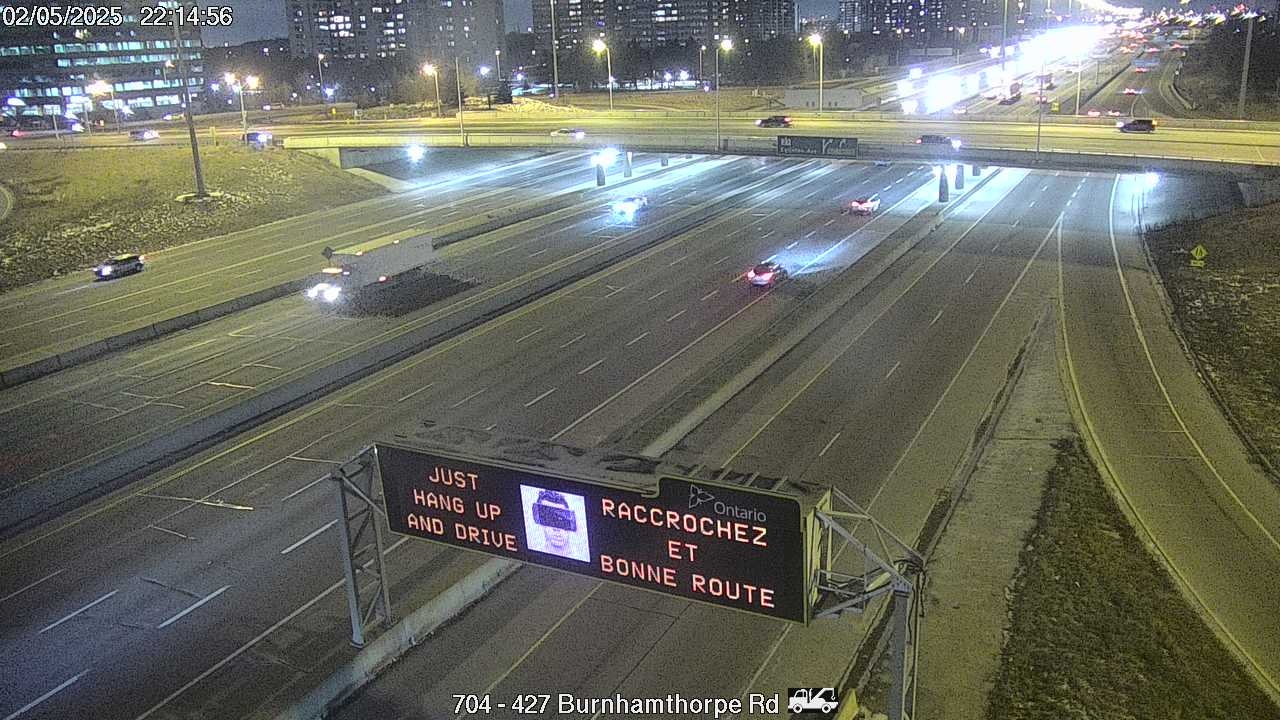 02/05/2025 22:14:56
JUST
HANG UP
AND DRIVE
RACCROCHEZ
ET
BONNE ROUTE
Ontario
704 - 427 Burnhamthorpe Rd